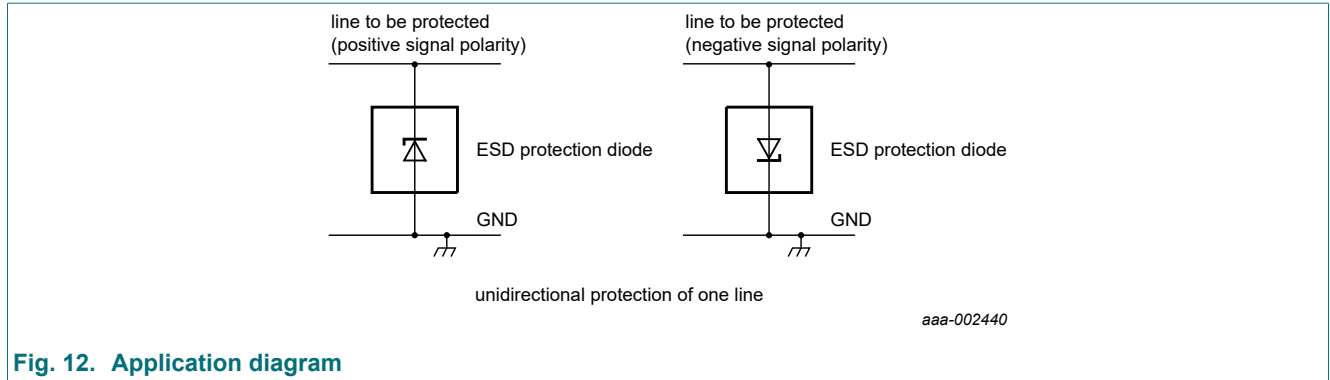 line to be protected
(positive signal polarity)
line to be protected
(negative signal polarity)
ESD protection diode
ESD protection diode
GND
GND
unidirectional protection of one line
aaa-002440
Fig. 12. Application diagram